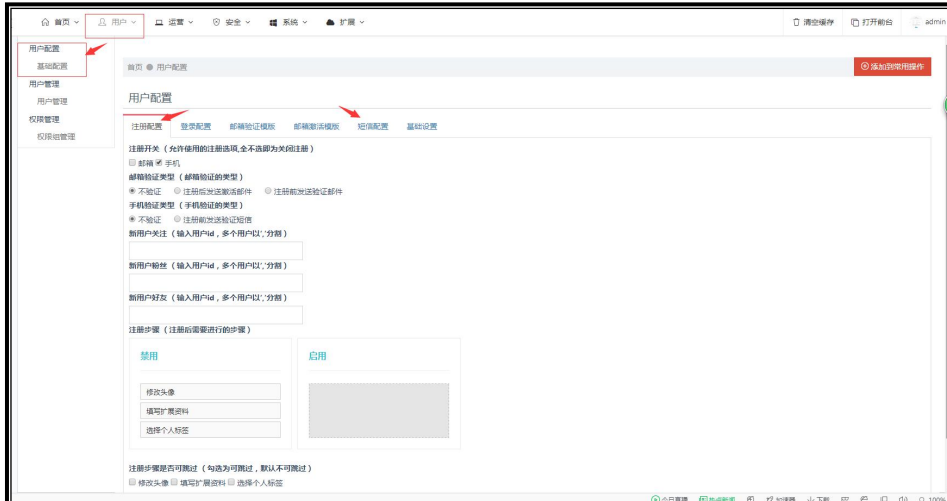 首页 用户 运营 安全 系统 扩展 清空缓存 打开前台 admin
用户配置
基础配置
用户管理
用户管理
权限管理
权限组管理
首页 用户配置
添加到常用操作
用户配置
注册配置 登录配置 邮箱验证模版 邮箱激活模版 短信配置 基础设置
注册开关（允许使用的注册选项,全不选即为关闭注册）
邮箱 手机
邮箱验证类型（邮箱验证的类型）
不验证 注册后发送激活邮件 注册前发送验证邮件
手机验证类型（手机验证的类型）
不验证 注册前发送验证短信
新用户关注（输入用户id，多个用户以','分割）
新用户粉丝（输入用户id，多个用户以','分割）
新用户好友（输入用户id，多个用户以','分割）
注册步骤（注册后需要进行的步骤）
禁用 启用
修改头像
填写扩展资料
选择个人标签
注册步骤是否可跳过（勾选为可跳过，默认不可跳过）
修改头像 填写扩展资料 选择个人标签
今日直播 加速器 下载 100%